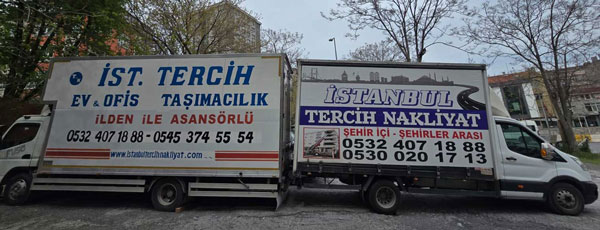 İST. TERCİH
EV & OFİS TAŞIMACILIK
İLDEN İLE ASANSÖRLÜ
0532 407 18 88 - 0545 374 55 54
www.istanbultercihnakliyat.com
İSTANBUL
TERCİH NAKLİYAT
ŞEHİR İÇİ - ŞEHİRLER ARASI
0532 407 18 88
0530 020 17 13